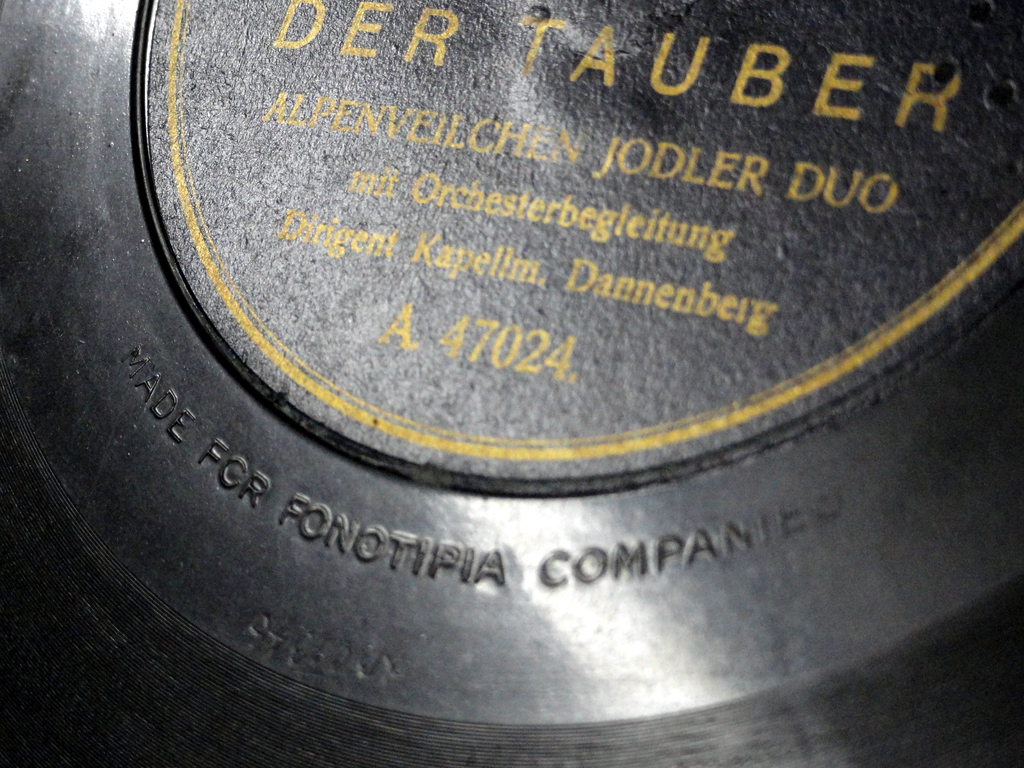 DER TAUBER
ALPENVEILCHEN JODLER DUO
mit Orchesterbegleitung
Dirigent Kapellm. Dannenberg
A. 47024.
MADE FOR FONOTIPIA COMPANIES